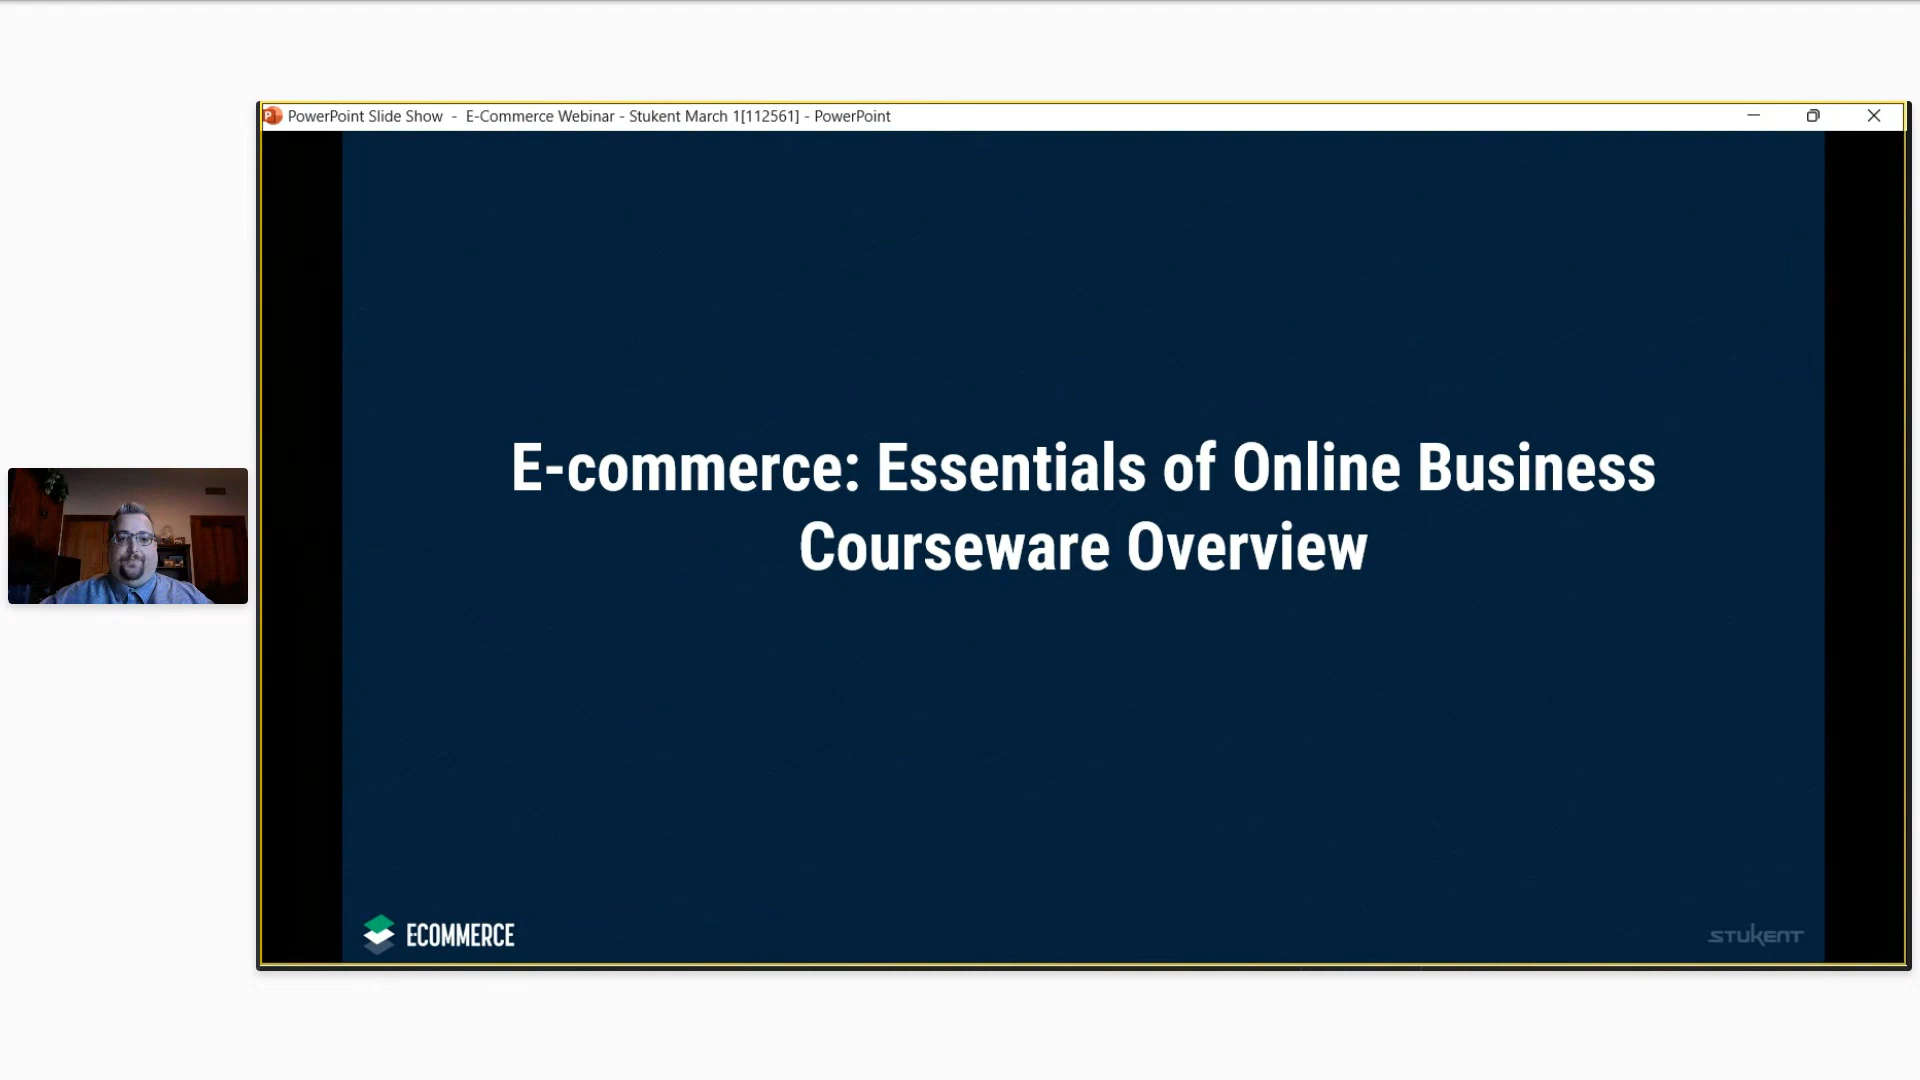 PowerPoint Slide Show - E-Commerce Webinar - Stukent March 1[112561] - PowerPoint
E-commerce: Essentials of Online Business
Courseware Overview
ECOMMERCE
STUKENT